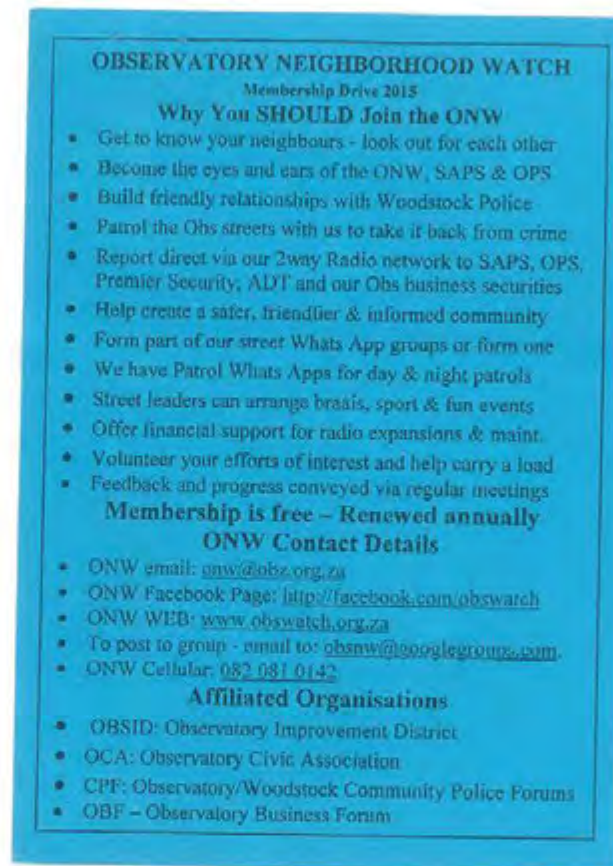 OBSERVATORY NEIGHBORHOOD WATCH
Membership Drive 2015
Why You SHOULD Join the ONW
• Get to know your neighbours - look out for each other
• Become the eyes and ears of the ONW, SAPS & OPS
• Build friendly relationships with Woodstock Police
• Patrol the Obs streets with us to take it back from crime
• Report direct via our 2way Radio network to SAPS, OPS,
Premier Security, ADT and our Obs business securities
• Help create a safer, friendlier & informed community
• Form part of our street Whats App groups or form one
• We have Patrol Whats Apps for day & night patrols
• Street leaders can arrange braais, sport & fun events
• Offer financial support for radio expansions & maint.
• Volunteer your efforts of interest and help carry a load
• Feedback and progress conveyed via regular meetings
Membership is free – Renewed annually
ONW Contact Details
• ONW email: onw@obz.org.za
• ONW Facebook Page: http://facebook.com/obswatch
• ONW WEB: www.obswatch.org.za
• To post to group - email to: obsnw@googlegroups.com.
• ONW Cellular: 082 081 0142
Affiliated Organisations
• OBSID: Observatory Improvement District
• OCA: Observatory Civic Association
• CPF: Observatory/Woodstock Community Police Forums
• OBF – Observatory Business Forum